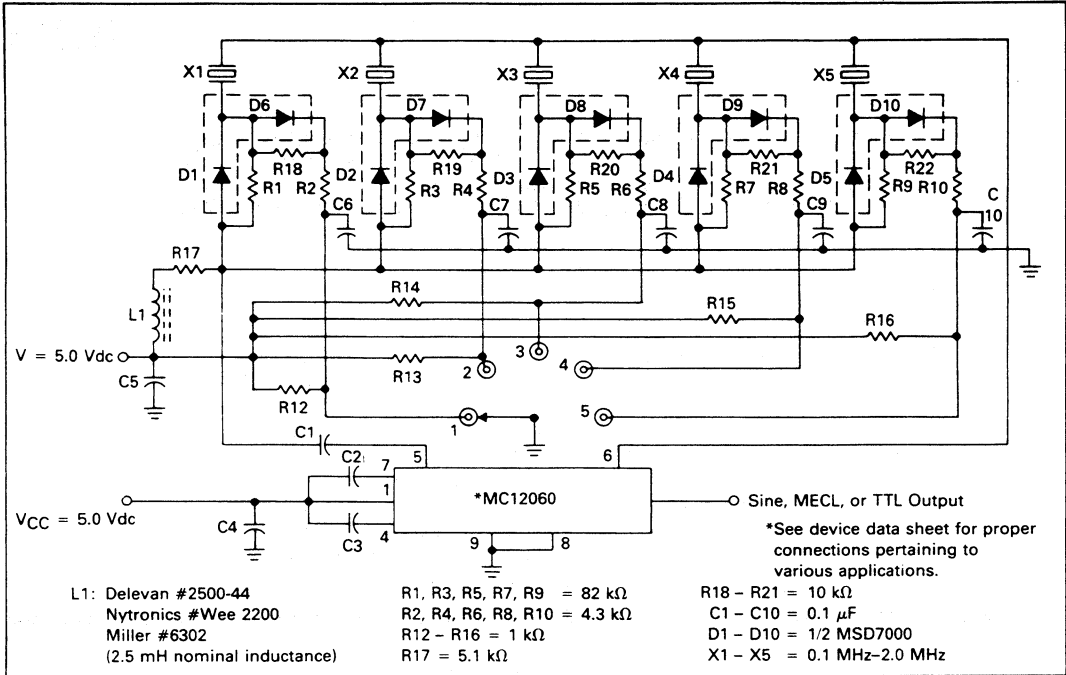 X1 X2 X3 X4 X5
D6 D7 D8 D9 D10
R18 R19 R20 R21 R22
D1 R1 R2 D2 R3 R4 D3 R5 R6 D4 R7 R8 D5 R9 R10
C6 C7 C8 C9 C 10
R17
R14
L1 R15
R16
V = 5.0 Vdc
3
R13 2 4
C5
R12
1 5
C1
5 6
C2 7
1 *MC12060 Sine, MECL, or TTL Output
VCC = 5.0 Vdc C4 C3 4
9 8
*See device data sheet for proper
connections pertaining to
various applications.
L1: Delevan #2500-44
Nytronics #Wee 2200
Miller #6302
(2.5 mH nominal inductance)
R1, R3, R5, R7, R9 = 82 kΩ
R2, R4, R6, R8, R10 = 4.3 kΩ
R12 – R16 = 1 kΩ
R17 = 5.1 kΩ
R18 – R21 = 10 kΩ
C1 – C10 = 0.1 μF
D1 – D10 = 1/2 MSD7000
X1 – X5 = 0.1 MHz–2.0 MHz